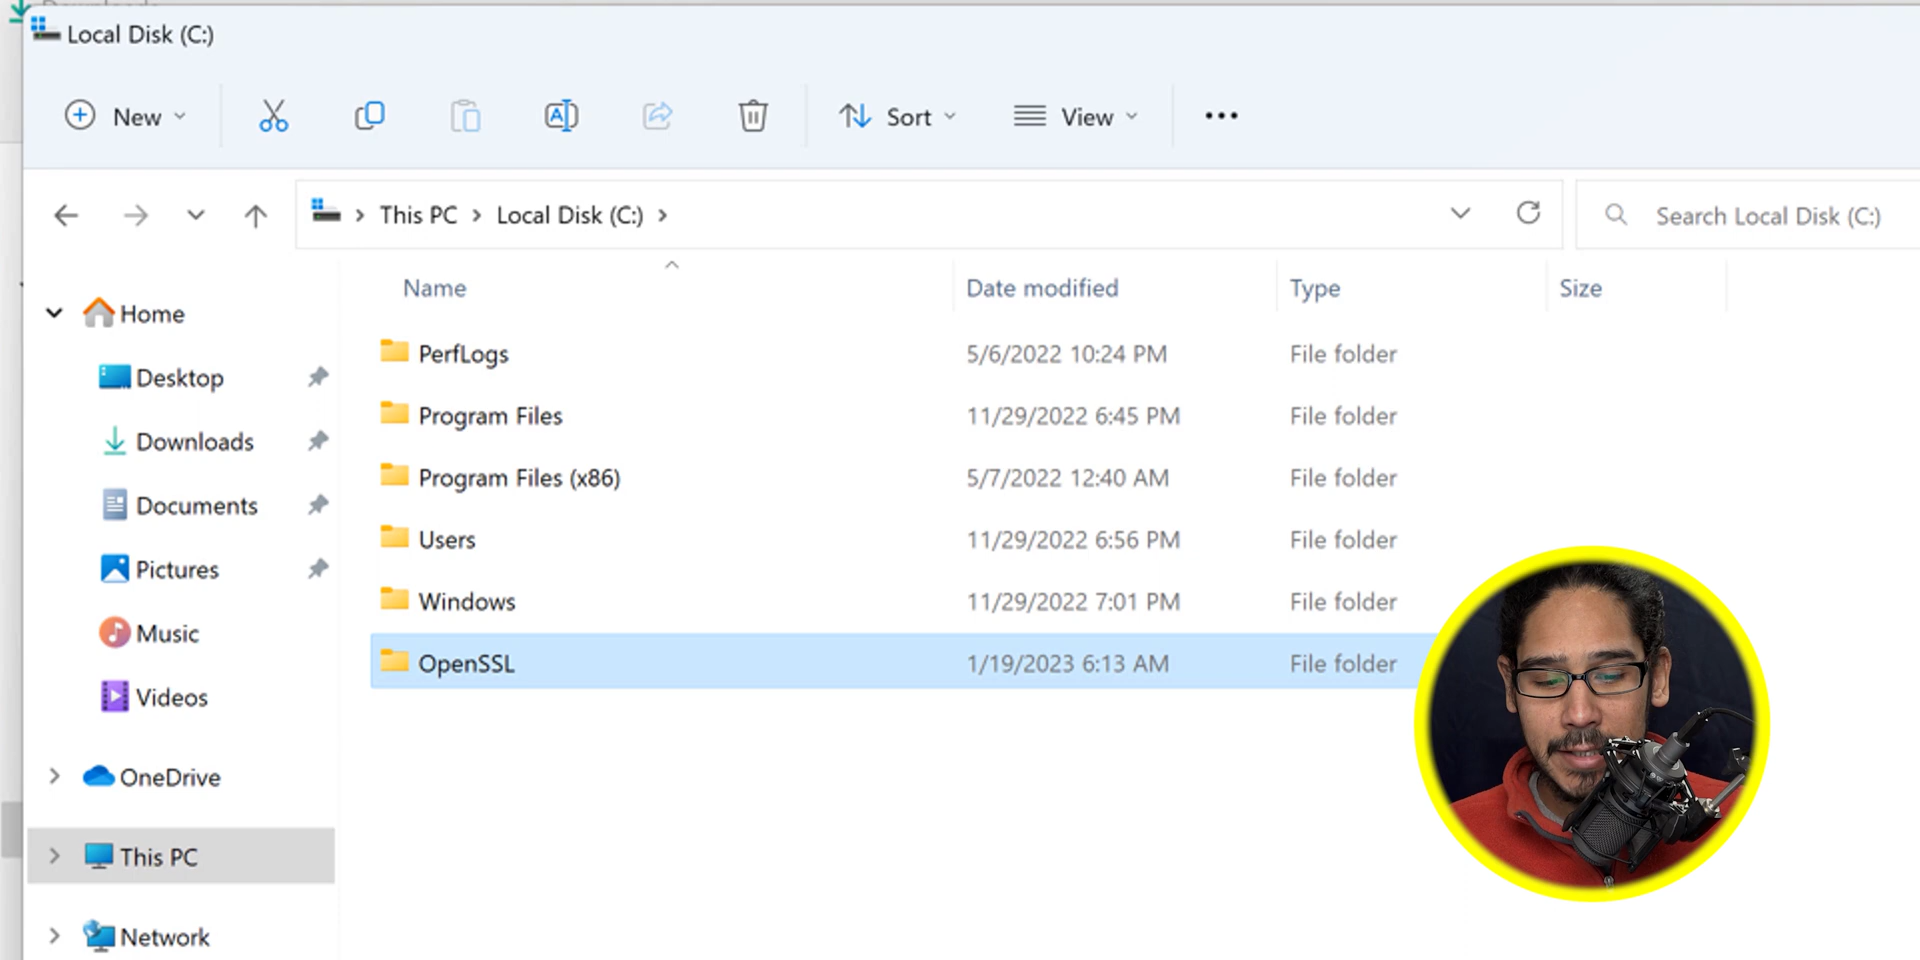 Local Disk (C:)
New
Sort
View
This PC
Local Disk (C:)
Search Local Disk (C:)
Name
Date modified
Type
Size
Home
Desktop
Downloads
Documents
Pictures
Music
Videos
OneDrive
This PC
Network
PerfLogs 5/6/2022 10:24 PM File folder
Program Files 11/29/2022 6:45 PM File folder
Program Files (x86) 5/7/2022 12:40 AM File folder
Users 11/29/2022 6:56 PM File folder
Windows 11/29/2022 7:01 PM File folder
OpenSSL 1/19/2023 6:13 AM File folder